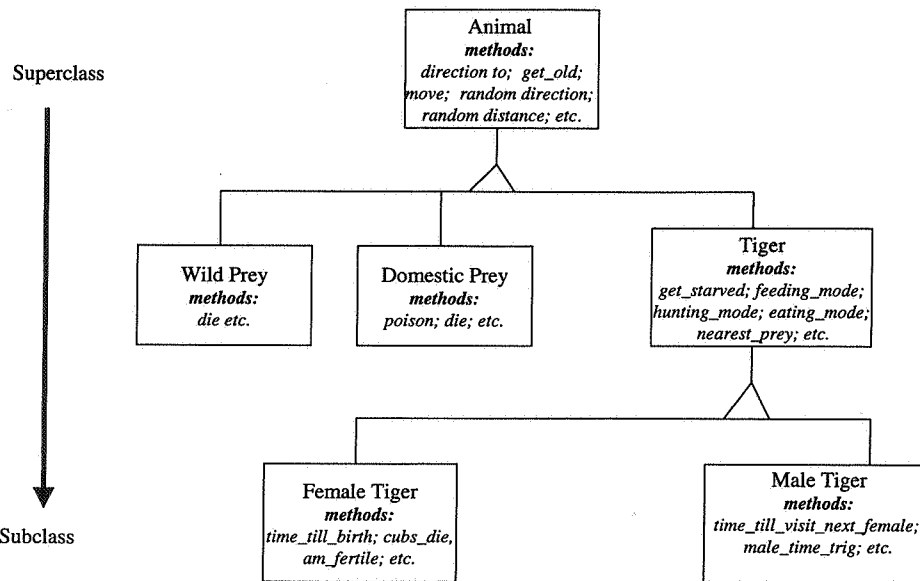 Animal
methods:
direction to; get_old;
move; random direction;
random distance; etc.
Superclass
Wild Prey
methods:
die etc.
Domestic Prey
methods:
poison; die; etc.
Tiger
methods:
get_starved; feeding_mode;
hunting_mode; eating_mode;
nearest_prey; etc.
Female Tiger
methods:
time_till_birth; cubs_die,
am_fertile; etc.
Male Tiger
methods:
time_till_visit_next_female;
male_time_trig; etc.
Subclass